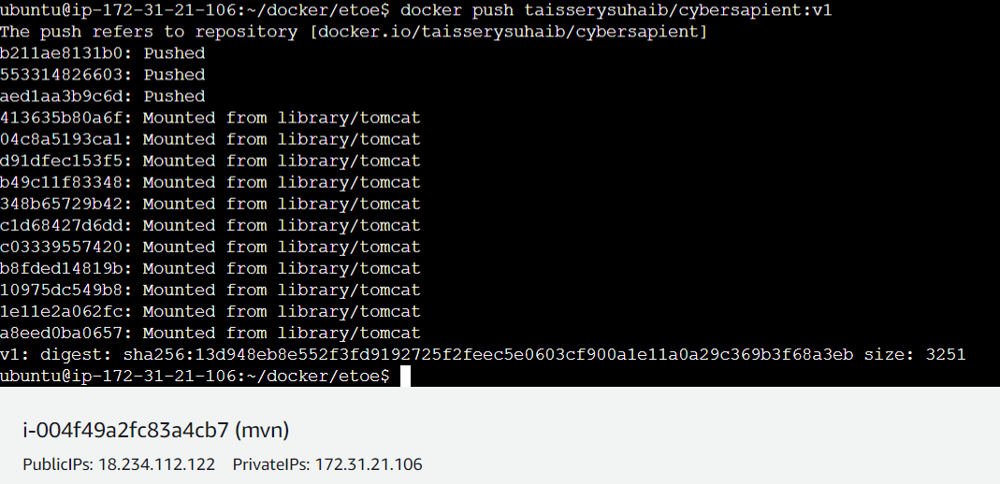 ubuntu@ip-172-31-21-106:~/docker/etoe$ docker push taisserysuhaib/cybersapient:v1
The push refers to repository [docker.io/taisserysuhaib/cybersapient]
b211ae8131b0: Pushed
553314826603: Pushed
aed1aa3b9c6d: Pushed
413635b80a6f: Mounted from library/tomcat
04c8a5193ca1: Mounted from library/tomcat
d91dfec153f5: Mounted from library/tomcat
b49c11f83348: Mounted from library/tomcat
348b65729b42: Mounted from library/tomcat
c1d68427d6dd: Mounted from library/tomcat
c03339557420: Mounted from library/tomcat
b8fded14819b: Mounted from library/tomcat
10975dc549b8: Mounted from library/tomcat
1e11e2a062fc: Mounted from library/tomcat
a8eed0ba0657: Mounted from library/tomcat
v1: digest: sha256:13d948eb8e552f3fd9192725f2feec5e0603cf900a1e11a0a29c369b3f68a3eb size: 3251
ubuntu@ip-172-31-21-106:~/docker/etoe$
i-004f49a2fc83a4cb7 (mvn)
PublicIPs: 18.234.112.122 PrivateIPs: 172.31.21.106